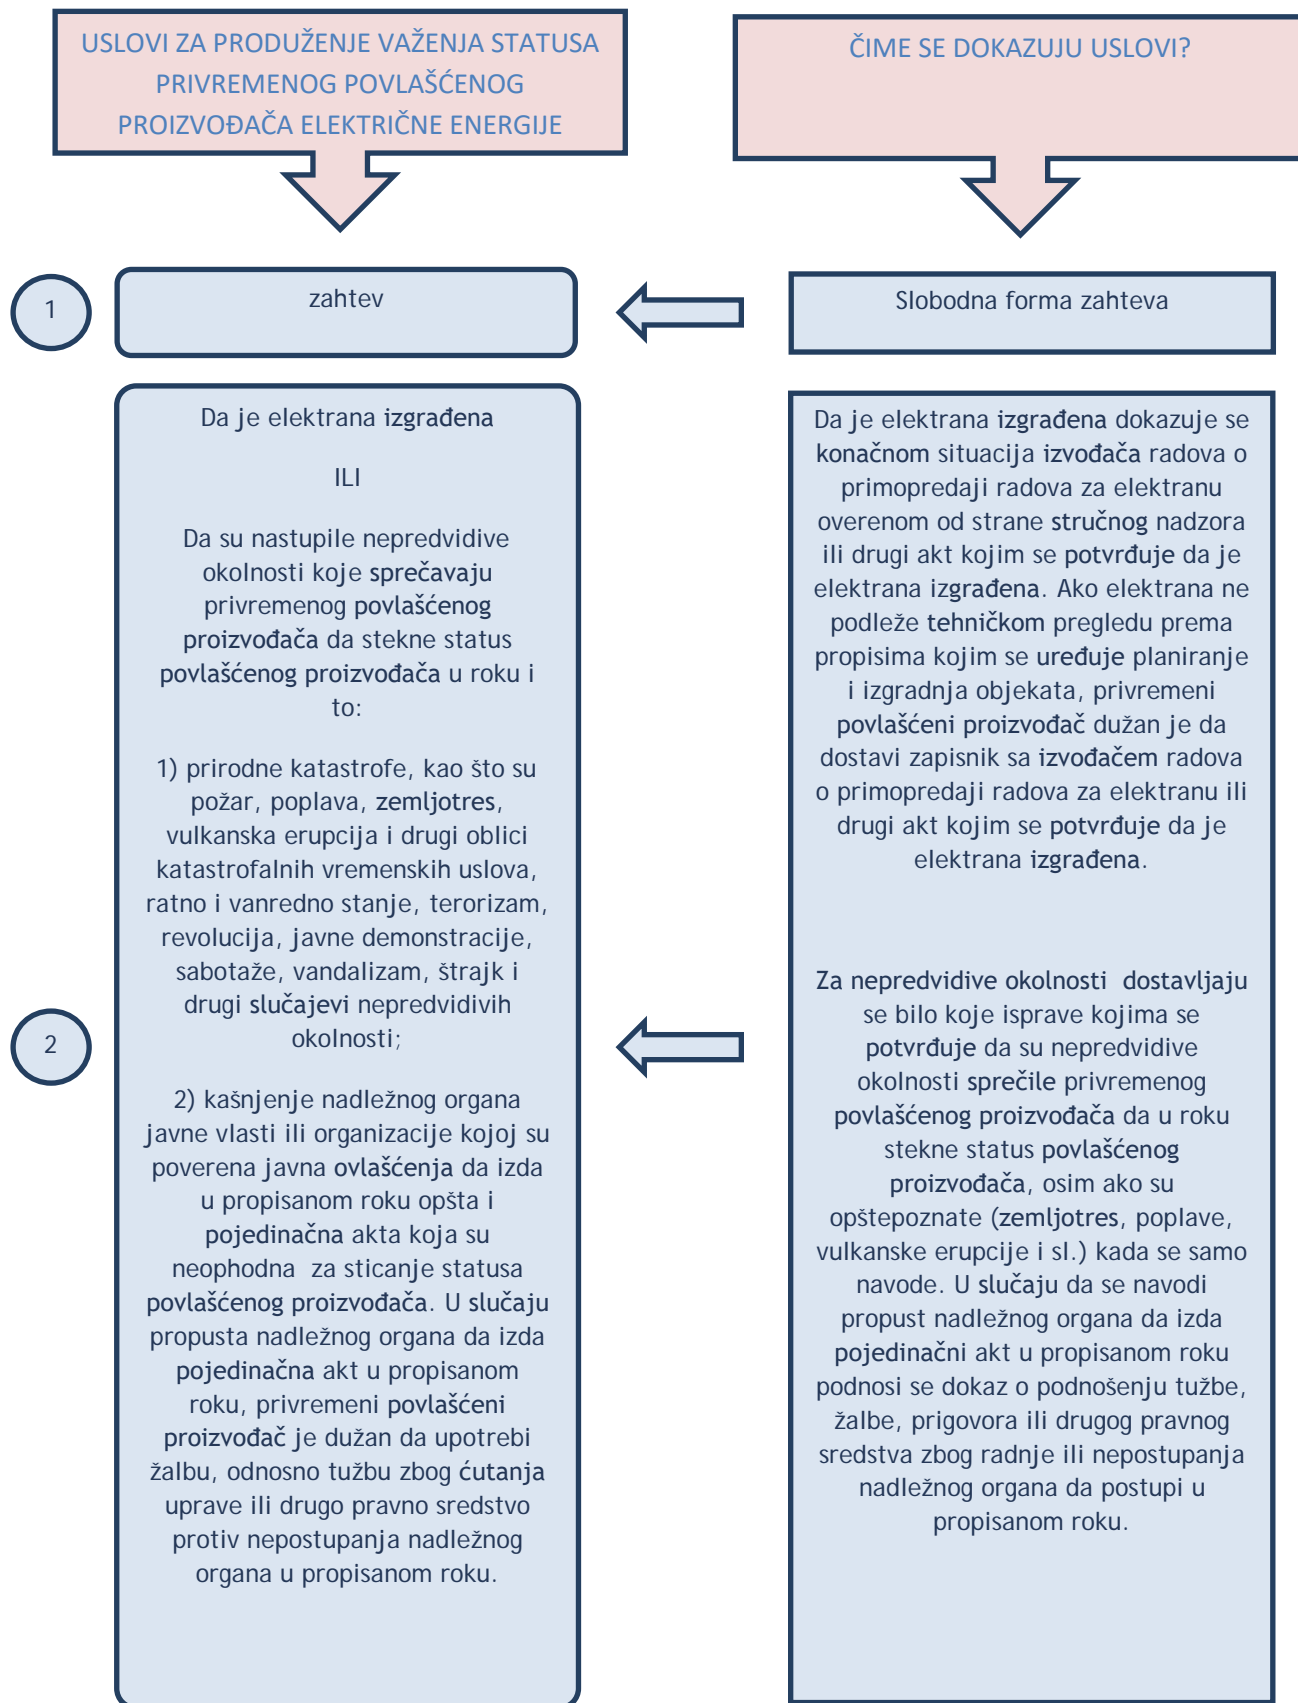 USLOVI ZA PRODUŽENJE VAŽENJA STATUSA
PRIVREMENOG POVLAŠĆENOG
PROIZVOĐAČA ELEKTRIČNE ENERGIJE
ČIME SE DOKAZUJU USLOVI?
1
zahtev
Slobodna forma zahteva
2
Da je elektrana izgrađena
ILI
Da su nastupile nepredvidive
okolnosti koje sprečavaju
privremenog povlašćenog
proizvođača da stekne status
povlašćenog proizvođača u roku i
to:
1) prirodne katastrofe, kao što su
požar, poplava, zemljotres,
vulkanska erupcija i drugi oblici
katastrofalnih vremenskih uslova,
ratno i vanredno stanje, terorizam,
revolucija, javne demonstracije,
sabotaže, vandalizam, štrajk i
drugi slučajevi nepredvidivih
okolnosti;
2) kašnjenje nadležnog organa
javne vlasti ili organizacije kojoj su
poverena javna ovlašćenja da izda
u propisanom roku opšta i
pojedinačna akta koja su
neophodna za sticanje statusa
povlašćenog proizvođača. U slučaju
propusta nadležnog organa da izda
pojedinačna akt u propisanom
roku, privremeni povlašćeni
proizvođač je dužan da upotrebi
žalbu, odnosno tužbu zbog ćutanja
uprave ili drugo pravno sredstvo
protiv nepostupanja nadležnog
organa u propisanom roku.
Da je elektrana izgrađena dokazuje se
konačnom situacija izvođača radova o
primopredaji radova za elektranu
overenom od strane stručnog nadzora
ili drugi akt kojim se potvrđuje da je
elektrana izgrađena. Ako elektrana ne
podleže tehničkom pregledu prema
propisima kojim se uređuje planiranje
i izgradnja objekata, privremeni
povlašćeni proizvođač dužan je da
dostavi zapisnik sa izvođačem radova
o primopredaji radova za elektranu ili
drugi akt kojim se potvrđuje da je
elektrana izgrađena.
Za nepredvidive okolnosti dostavljaju
se bilo koje isprave kojima se
potvrđuje da su nepredvidive
okolnosti sprečile privremenog
povlašćenog proizvođača da u roku
stekne status povlašćenog
proizvođača, osim ako su
opštepoznate (zemljotres, poplave,
vulkanske erupcije i sl.) kada se samo
navode. U slučaju da se navodi
propust nadležnog organa da izda
pojedinačni akt u propisanom roku
podnosi se dokaz o podnošenju tužbe,
žalbe, prigovora ili drugog pravnog
sredstva zbog radnje ili nepostupanja
nadležnog organa da postupi u
propisanom roku.